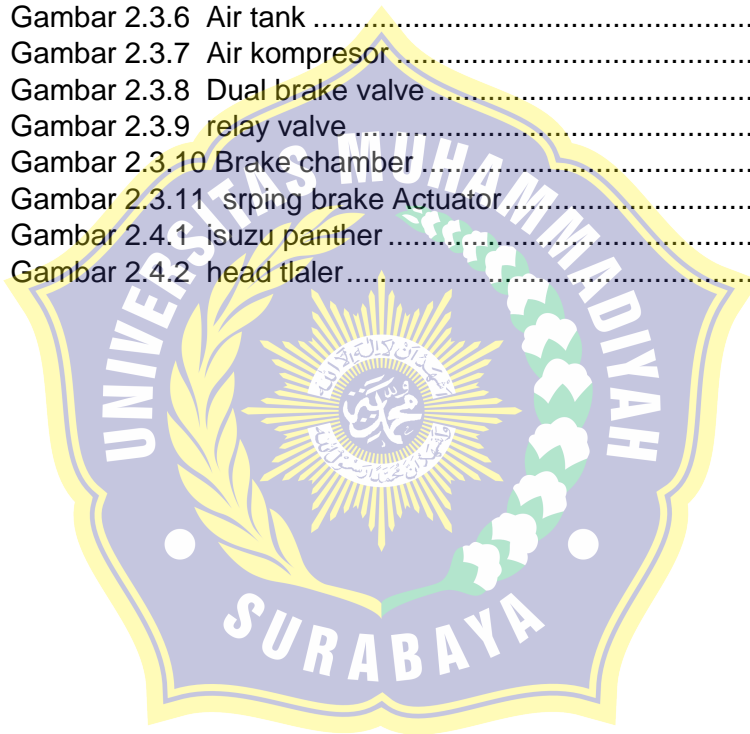 Gambar 2.3.6 Air tank ........................................................
Gambar 2.3.7 Air kompresor ..............................................
Gambar 2.3.8 Dual brake valve ..........................................
Gambar 2.3.9 relay valve ....................................................
Gambar 2.3.10 Brake chamber ..........................................
Gambar 2.3.11 srping brake Actuator ................................
Gambar 2.4.1 isuzu panther ...............................................
Gambar 2.4.2 head tlaler ....................................................
UNIVERSITAS MUHAMMADIYAH
SURABAYA
محمد